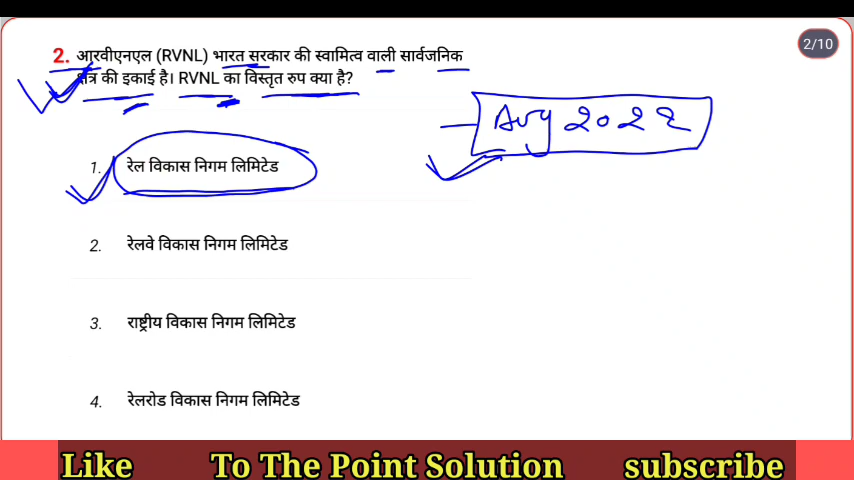 2/10
2. आरवीएनएल (RVNL) भारत सरकार की स्वामित्व वाली सार्वजनिक
क्षेत्र की इकाई है। RVNL का विस्तृत रुप क्या है?
Aug 2022
1. रेल विकास निगम लिमिटेड
2. रेलवे विकास निगम लिमिटेड
3. राष्ट्रीय विकास निगम लिमिटेड
4. रेलरोड विकास निगम लिमिटेड
Like To The Point Solution subscribe